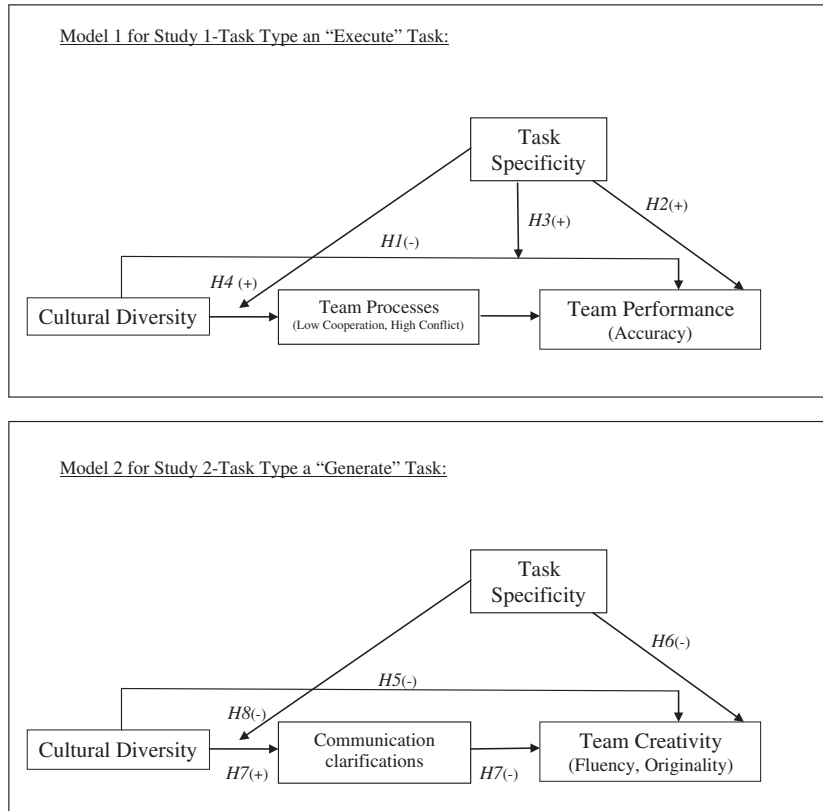 Model 1 for Study 1-Task Type an “Execute” Task:
Task
Specificity
H2(+)
H3(+)
H1(-)
H4 (+)
Cultural Diversity
Team Processes
(Low Cooperation, High Conflict)
Team Performance
(Accuracy)
Model 2 for Study 2-Task Type a “Generate” Task:
Task
Specificity
H6(-)
H5(-)
H8(-)
Cultural Diversity
H7(+)
Communication
clarifications
H7(-)
Team Creativity
(Fluency, Originality)